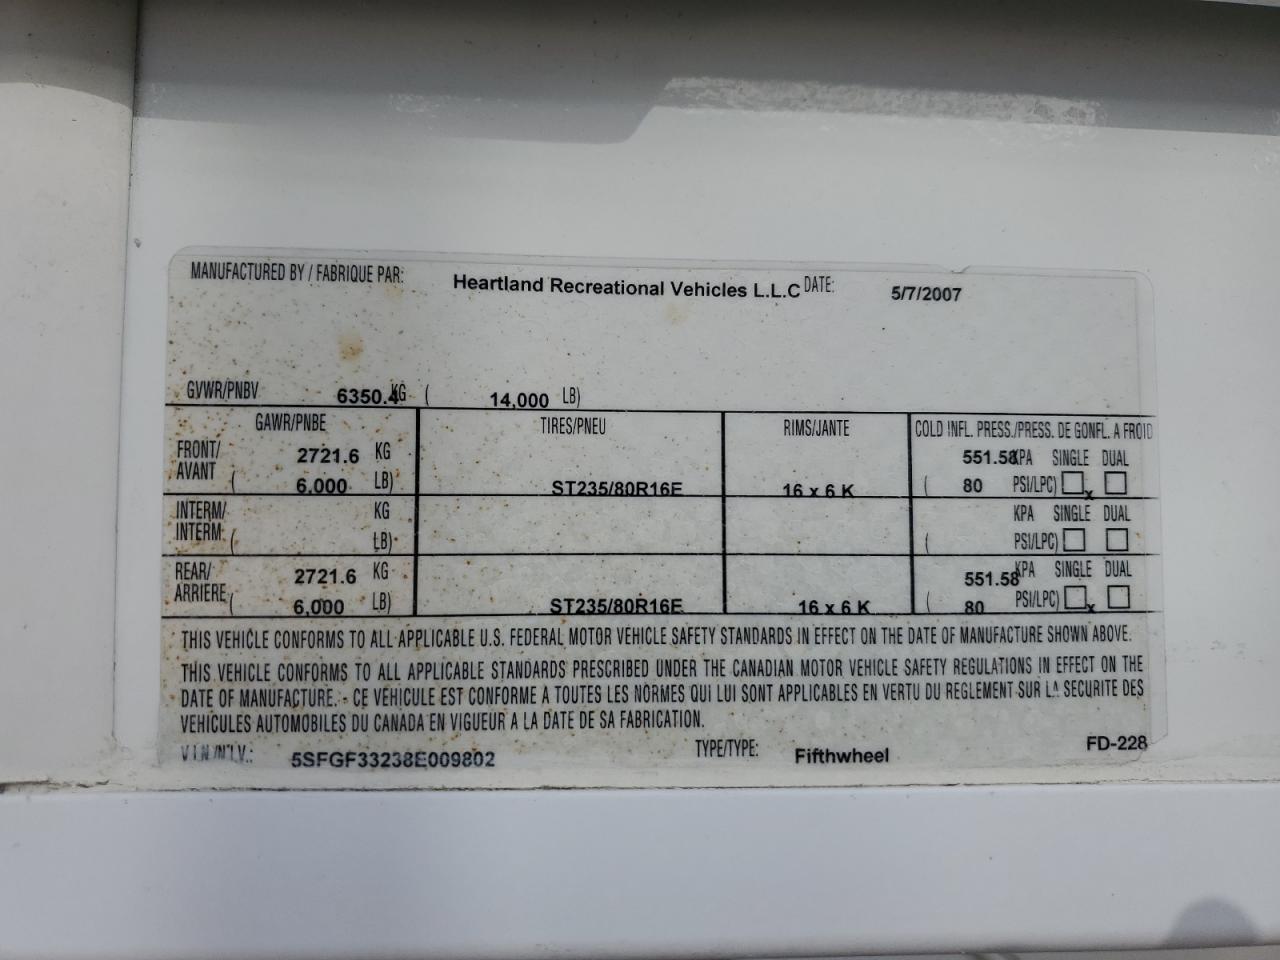 MANUFACTURED BY / FABRIQUE PAR: Heartland Recreational Vehicles L.L.C DATE: 5/7/2007
GVWR/PNBV 6350.4 KG ( 14,000 LB)
GAWR/PNBE TIRES/PNEU RIMS/JANTE COLD INFL. PRESS./PRESS. DE GONFL. A FROID
FRONT/ 2721.6 KG 551.58 KPA SINGLE DUAL
AVANT ( 6,000 LB) ST235/80R16E 16 x 6 K ( 80 PSI/LPC) x
INTERM/ KG KPA SINGLE DUAL
INTERM ( LB) ( PSI/LPC)
REAR/ 2721.6 KG 551.58 KPA SINGLE DUAL
ARRIERE ( 6,000 LB) ST235/80R16E 16 x 6 K ( 80 PSI/LPC) x
THIS VEHICLE CONFORMS TO ALL APPLICABLE U.S. FEDERAL MOTOR VEHICLE SAFETY STANDARDS IN EFFECT ON THE DATE OF MANUFACTURE SHOWN ABOVE.
THIS VEHICLE CONFORMS TO ALL APPLICABLE STANDARDS PRESCRIBED UNDER THE CANADIAN MOTOR VEHICLE SAFETY REGULATIONS IN EFFECT ON THE
DATE OF MANUFACTURE. - CE VEHICULE EST CONFORME A TOUTES LES NORMES QUI LUI SONT APPLICABLES EN VERTU DU REGLEMENT SUR LA SECURITE DES
VEHICULES AUTOMOBILES DU CANADA EN VIGUEUR A LA DATE DE SA FABRICATION.
V.I.N./N.I.V.: 5SFGF33238E009802 TYPE/TYPE: Fifthwheel FD-228